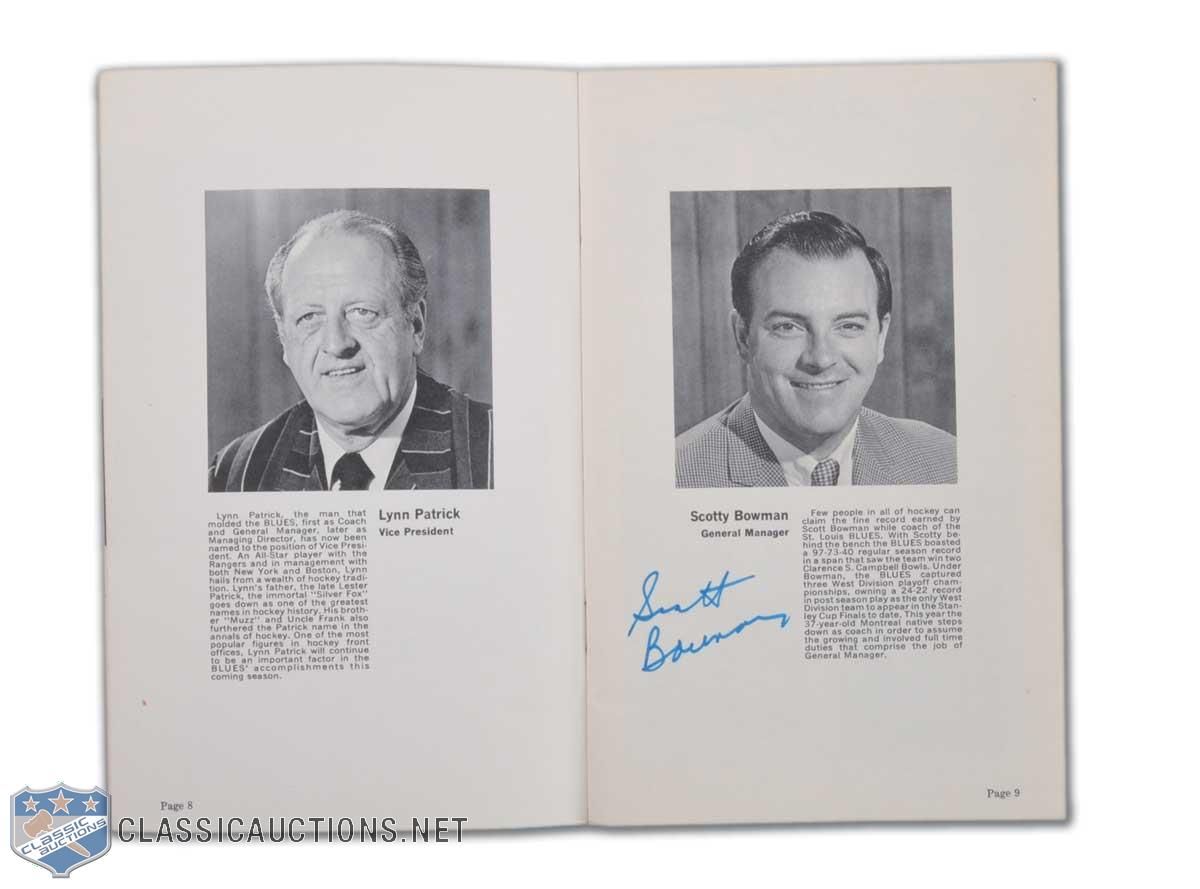 Lynn Patrick, the man that
molded the BLUES, first as Coach
and General Manager, later as
Managing Director, has now been
named to the position of Vice Presi-
dent. An All-Star player with the
Rangers and in management with
both New York and Boston, Lynn
hails from a wealth of hockey tradi-
tion. Lynn's father, the late Lester
Patrick, the immortal "Silver Fox"
goes down as one of the greatest
names in hockey history. His broth-
er "Muzz" and Uncle Frank also
furthered the Patrick name in the
annals of hockey. One of the most
popular figures in hockey front
offices, Lynn Patrick will continue
to be an important factor in the
BLUES' accomplishments this
coming season.
Lynn Patrick
Vice President
Page 8
Scotty Bowman
General Manager
Scott
Bowman
Few people in all of hockey can
claim the fine record earned by
Scott Bowman while coach of the
St. Louis BLUES. With Scotty be-
hind the bench the BLUES boasted
a 97-73-40 regular season record
in a span that saw the team win two
Clarence S. Campbell Bowls. Under
Bowman, the BLUES captured
three West Division playoff cham-
pionships, owning a 24-22 record
in post season play as the only West
Division team to appear in the Stan-
ley Cup Finals to date. This year the
37-year-old Montreal native steps
down as coach in order to assume
the growing and involved full time
duties that comprise the job of
General Manager.
Page 9
CLASSIC
AUCTIONS
CLASSICAUCTIONS.NET